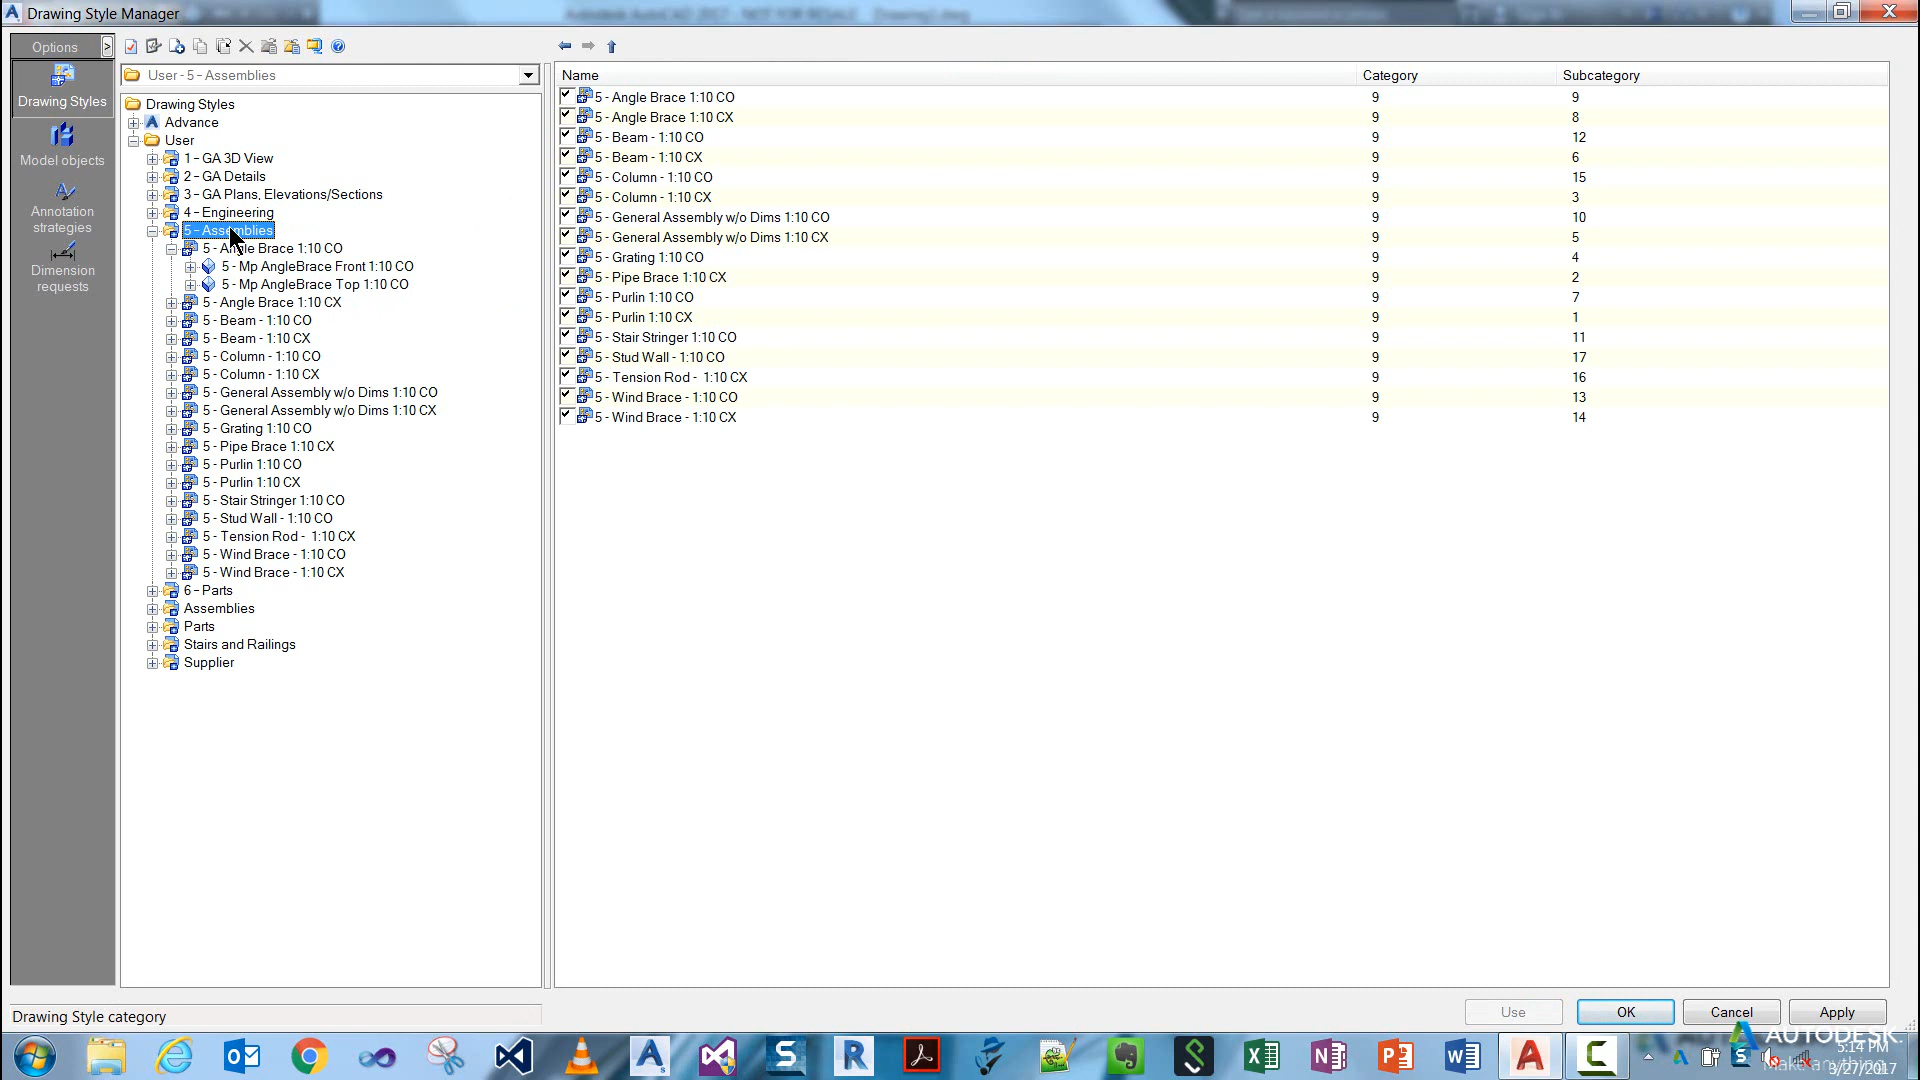 Drawing Style Manager
Options
>
User - 5 - Assemblies
Drawing Styles
Model objects
Annotation
strategies
Dimension
requests
Drawing Styles
Advance
User
1 - GA 3D View
2 - GA Details
3 - GA Plans, Elevations/Sections
4 - Engineering
5 - Assemblies
5 - Angle Brace 1:10 CO
5 - Mp AngleBrace Front 1:10 CO
5 - Mp AngleBrace Top 1:10 CO
5 - Angle Brace 1:10 CX
5 - Beam - 1:10 CO
5 - Beam - 1:10 CX
5 - Column - 1:10 CO
5 - Column - 1:10 CX
5 - General Assembly w/o Dims 1:10 CO
5 - General Assembly w/o Dims 1:10 CX
5 - Grating 1:10 CO
5 - Pipe Brace 1:10 CX
5 - Purlin 1:10 CO
5 - Purlin 1:10 CX
5 - Stair Stringer 1:10 CO
5 - Stud Wall - 1:10 CO
5 - Tension Rod -  1:10 CX
5 - Wind Brace - 1:10 CO
5 - Wind Brace - 1:10 CX
6 - Parts
Assemblies
Parts
Stairs and Railings
Supplier
Name Category Subcategory
5 - Angle Brace 1:10 CO 9 9
5 - Angle Brace 1:10 CX 9 8
5 - Beam - 1:10 CO 9 12
5 - Beam - 1:10 CX 9 6
5 - Column - 1:10 CO 9 15
5 - Column - 1:10 CX 9 3
5 - General Assembly w/o Dims 1:10 CO 9 10
5 - General Assembly w/o Dims 1:10 CX 9 5
5 - Grating 1:10 CO 9 4
5 - Pipe Brace 1:10 CX 9 2
5 - Purlin 1:10 CO 9 7
5 - Purlin 1:10 CX 9 1
5 - Stair Stringer 1:10 CO 9 11
5 - Stud Wall - 1:10 CO 9 17
5 - Tension Rod -  1:10 CX 9 16
5 - Wind Brace - 1:10 CO 9 13
5 - Wind Brace - 1:10 CX 9 14
Use OK Cancel Apply
Drawing Style category
AUTODESK.
Make anything.
5:14 PM
3/27/2017